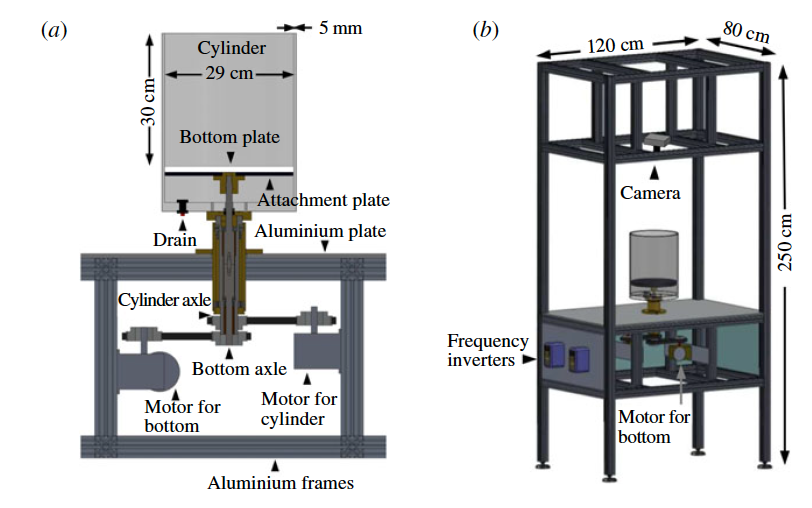 (a)
5 mm
Cylinder
29 cm
30 cm
Bottom plate
Attachment plate
Drain
Aluminium plate
Cylinder axle
Bottom axle
Motor for
bottom
Motor for
cylinder
Aluminium frames
(b)
120 cm
80 cm
Camera
250 cm
Frequency
inverters
Motor for
bottom